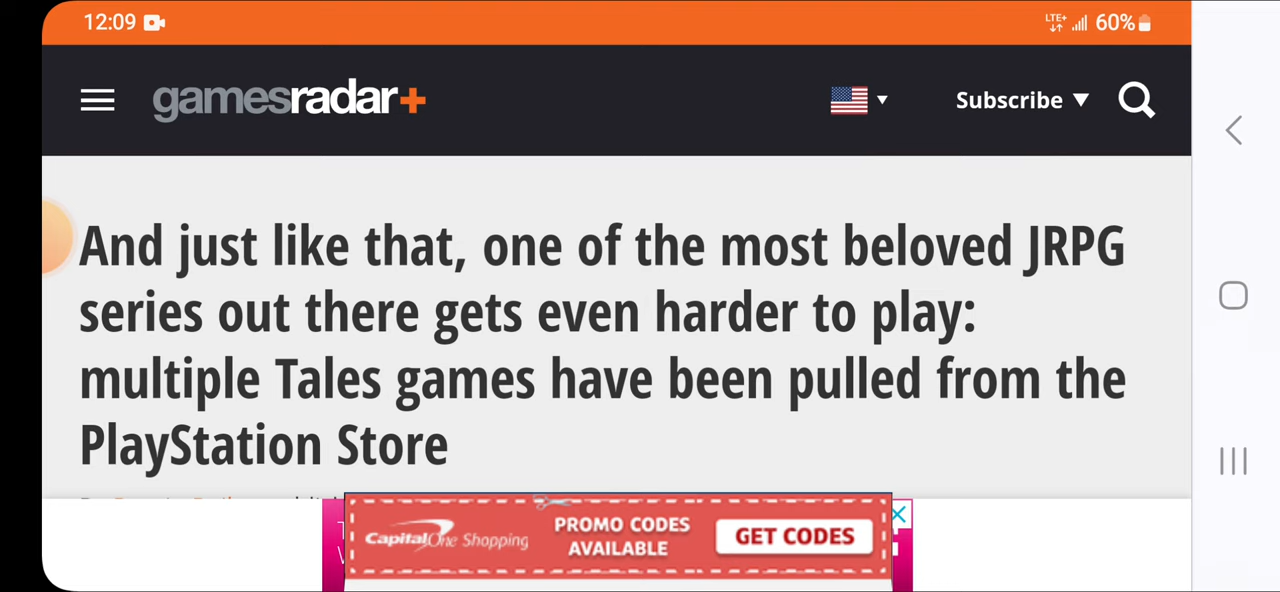 12:09
LTE+ 60%
gamesradar+
Subscribe
And just like that, one of the most beloved JRPG
series out there gets even harder to play:
multiple Tales games have been pulled from the
PlayStation Store
CapitalOne Shopping
PROMO CODES
AVAILABLE
GET CODES